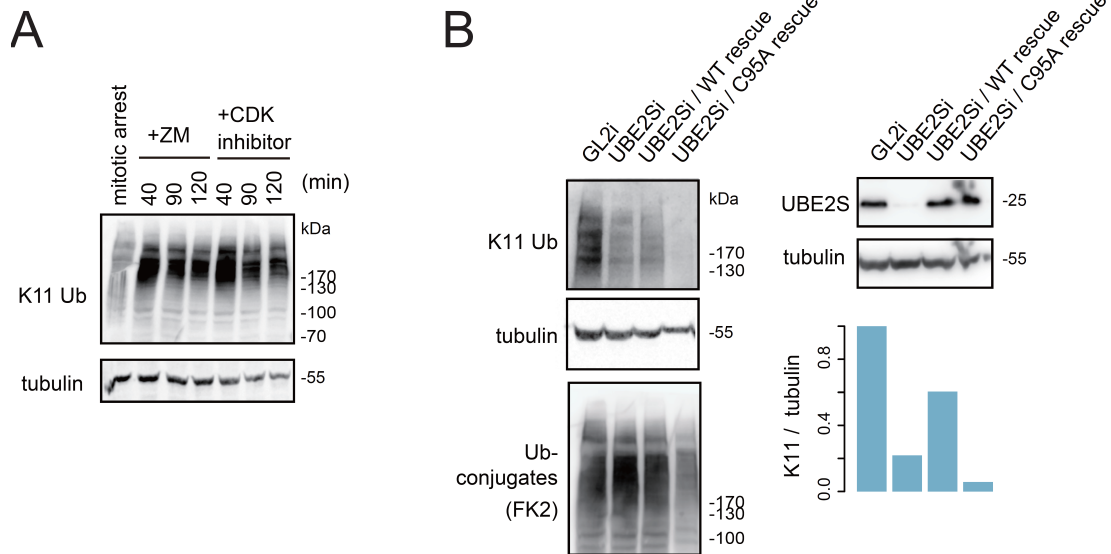 A
mitotic arrest
+ZM
+CDK
inhibitor
40
90
120
40
90
120
(min)
kDa
K11 Ub
-170
-130
-100
-70
tubulin
-55
B
GL2i
UBE2Si
UBE2Si / WT rescue
UBE2Si / C95A rescue
kDa
K11 Ub
-170
-130
tubulin
-55
Ub-
conjugates
(FK2)
-170
-130
-100
GL2i
UBE2Si
UBE2Si / WT rescue
UBE2Si / C95A rescue
UBE2S
-25
tubulin
-55
K11 / tubulin
0.8
0.4
0.0